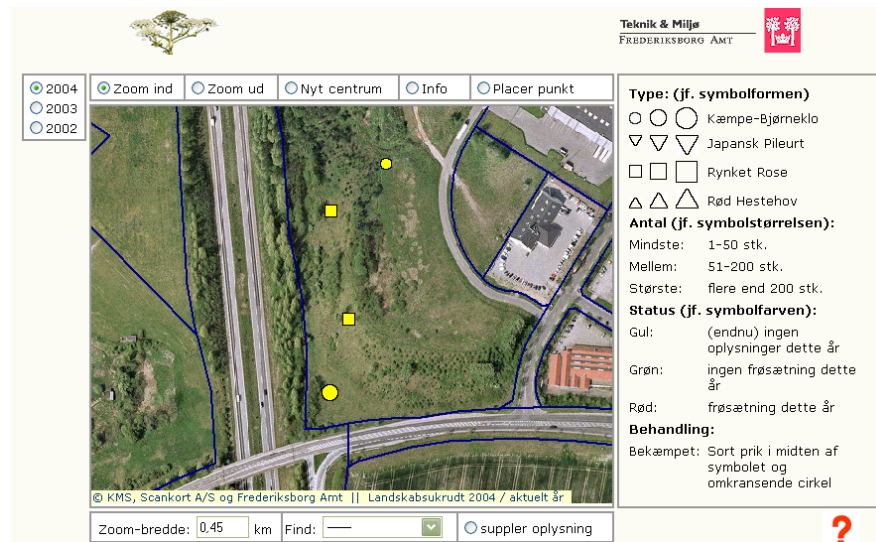 Teknik & Miljø
FREDERIKSBORG AMT
2004
2003
2002
Zoom ind
Zoom ud
Nyt centrum
Info
Placer punkt
Type: (jf. symbolformen)
Kæmpe-Bjørneklo
Japansk Pileurt
Rynket Rose
Rød Hestehov
Antal (jf. symbolstørrelsen):
Mindste: 1-50 stk.
Mellem: 51-200 stk.
Største: flere end 200 stk.
Status (jf. symbolfarven):
Gul: (endnu) ingen
oplysninger dette år
Grøn: ingen frøsætning dette
år
Rød: frøsætning dette år
Behandling:
Bekæmpet: Sort prik i midten af
symbolet og
omkransende cirkel
© KMS, Scankort A/S og Frederiksborg Amt || Landskabsukrudt 2004 / aktuelt år
Zoom-bredde: 0,45 km
Find: ──
suppler oplysning
?